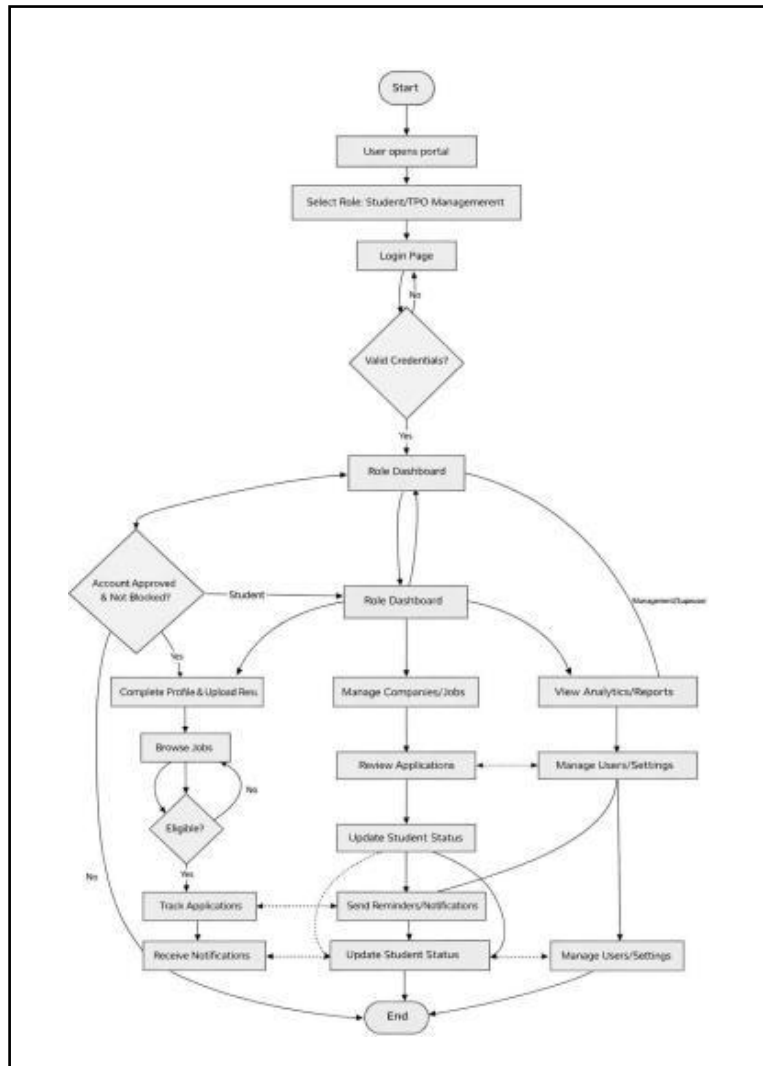 Start
User opens portal
Select Role: Student/TPO Managemerent
Login Page
No
Valid Credentials?
Yes
Role Dashboard
Account Approved
& Not Blocked?
Student
Role Dashboard
Yes
Complete Profile & Upload
Manage Companies/Jobs
View Analytics/Reports
Browse Jobs
Review Applications
Manage Users/Settings
No
Eligible?
Update Student Status
No
Yes
Track Applications
Send Reminders/Notifications
Receive Notifications
Update Student Status
Manage Users/Settings
End